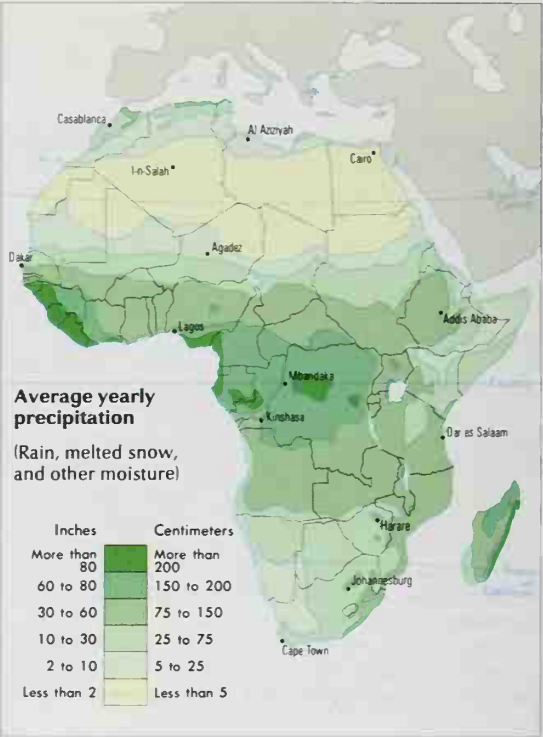 Casablanca
Al Aziziyah
Cairo
I-n-Salah
Agadez
Dakar
Addis Ababa
Lagos
Mbandaka
Kinshasa
Dar es Salaam
Harare
Johannesburg
Cape Town
Average yearly
precipitation
(Rain, melted snow,
and other moisture)
Inches Centimeters
More than 80 More than 200
60 to 80 150 to 200
30 to 60 75 to 150
10 to 30 25 to 75
2 to 10 5 to 25
Less than 2 Less than 5